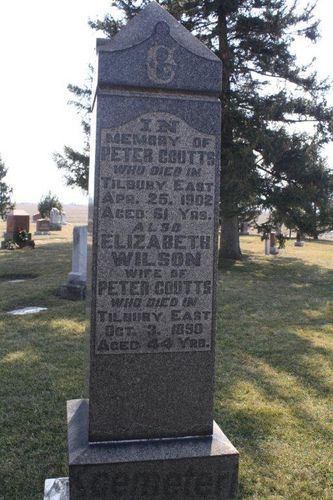 C
IN
MEMORY OF
PETER COUTTS
WHO DIED IN
TILBURY EAST
APR. 25, 1902
AGED 61 YRS.
ALSO
ELIZABETH
WILSON
WIFE OF
PETER COUTTS
WHO DIED IN
TILBURY EAST
OCT. 3, 1890
AGED 44 YRS.